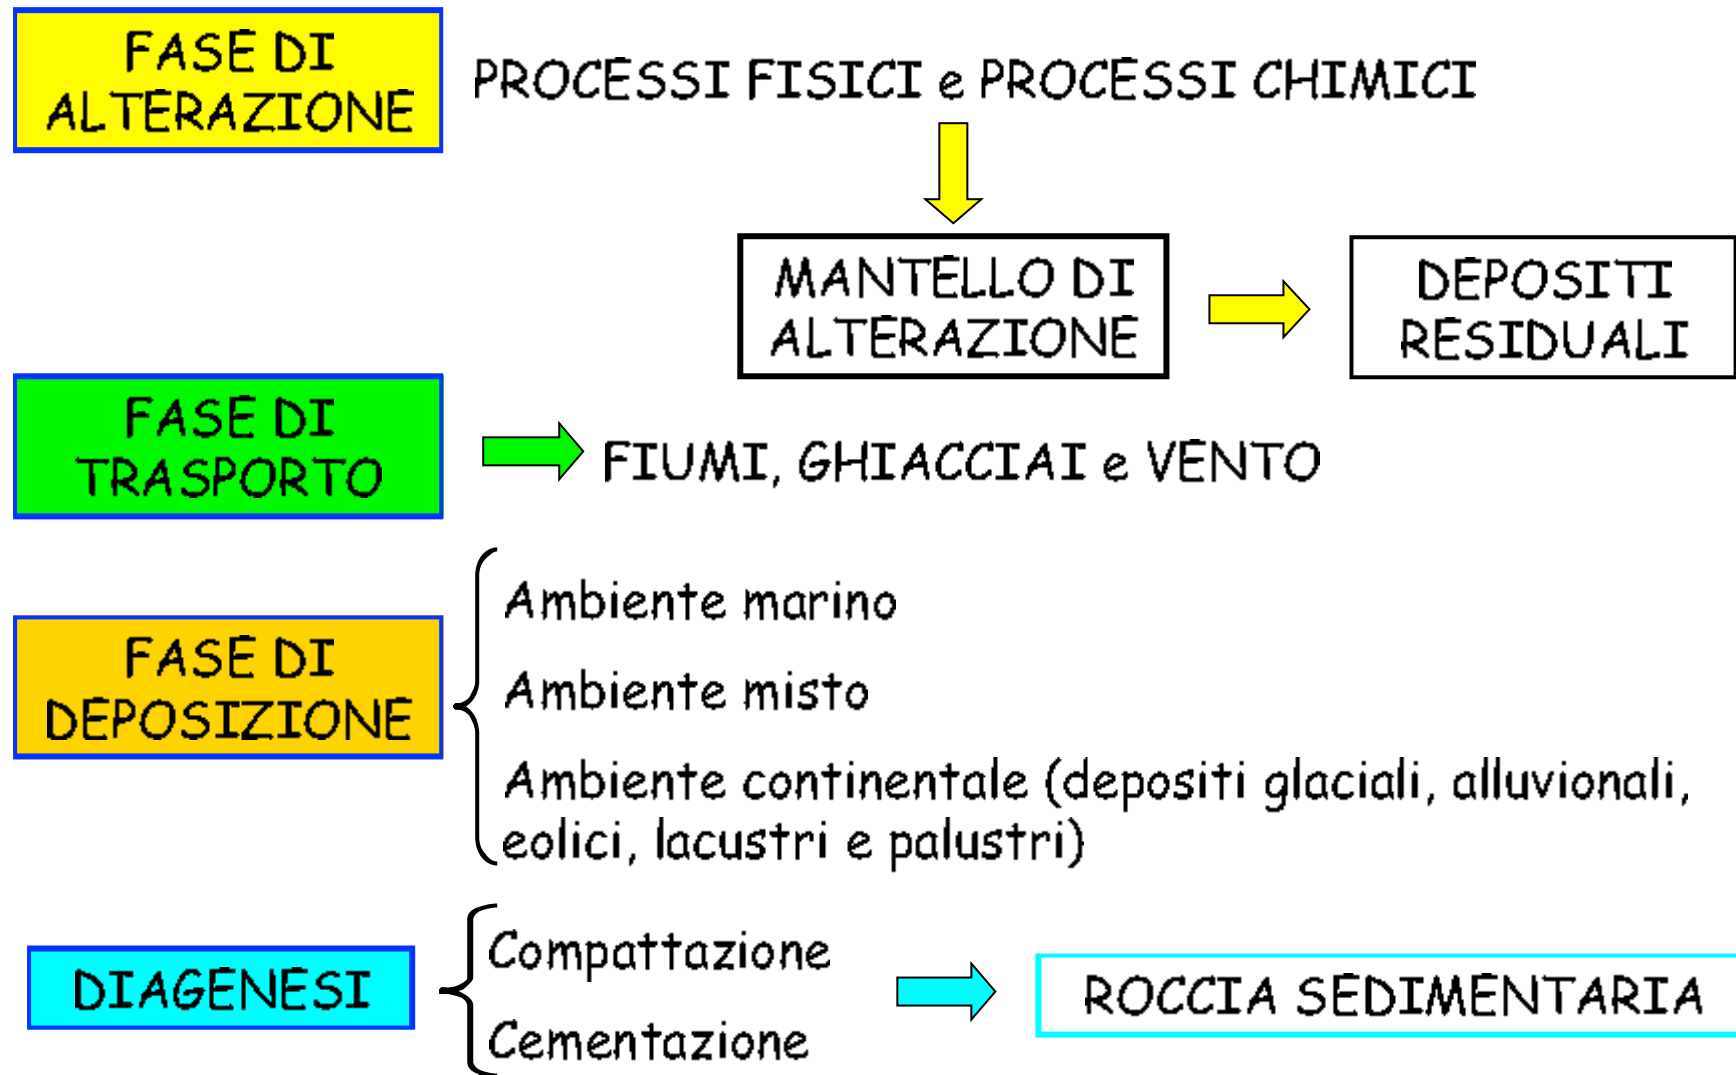 FASE DI
ALTERAZIONE
PROCESSI FISICI e PROCESSI CHIMICI
MANTELLO DI
ALTERAZIONE
DEPOSITI
RESIDUALI
FASE DI
TRASPORTO
FIUMI, GHIACCIAI e VENTO
FASE DI
DEPOSIZIONE
Ambiente marino
Ambiente misto
Ambiente continentale (depositi glaciali, alluvionali,
eolici, lacustri e palustri)
DIAGENESI
Compattazione
Cementazione
ROCCIA SEDIMENTARIA